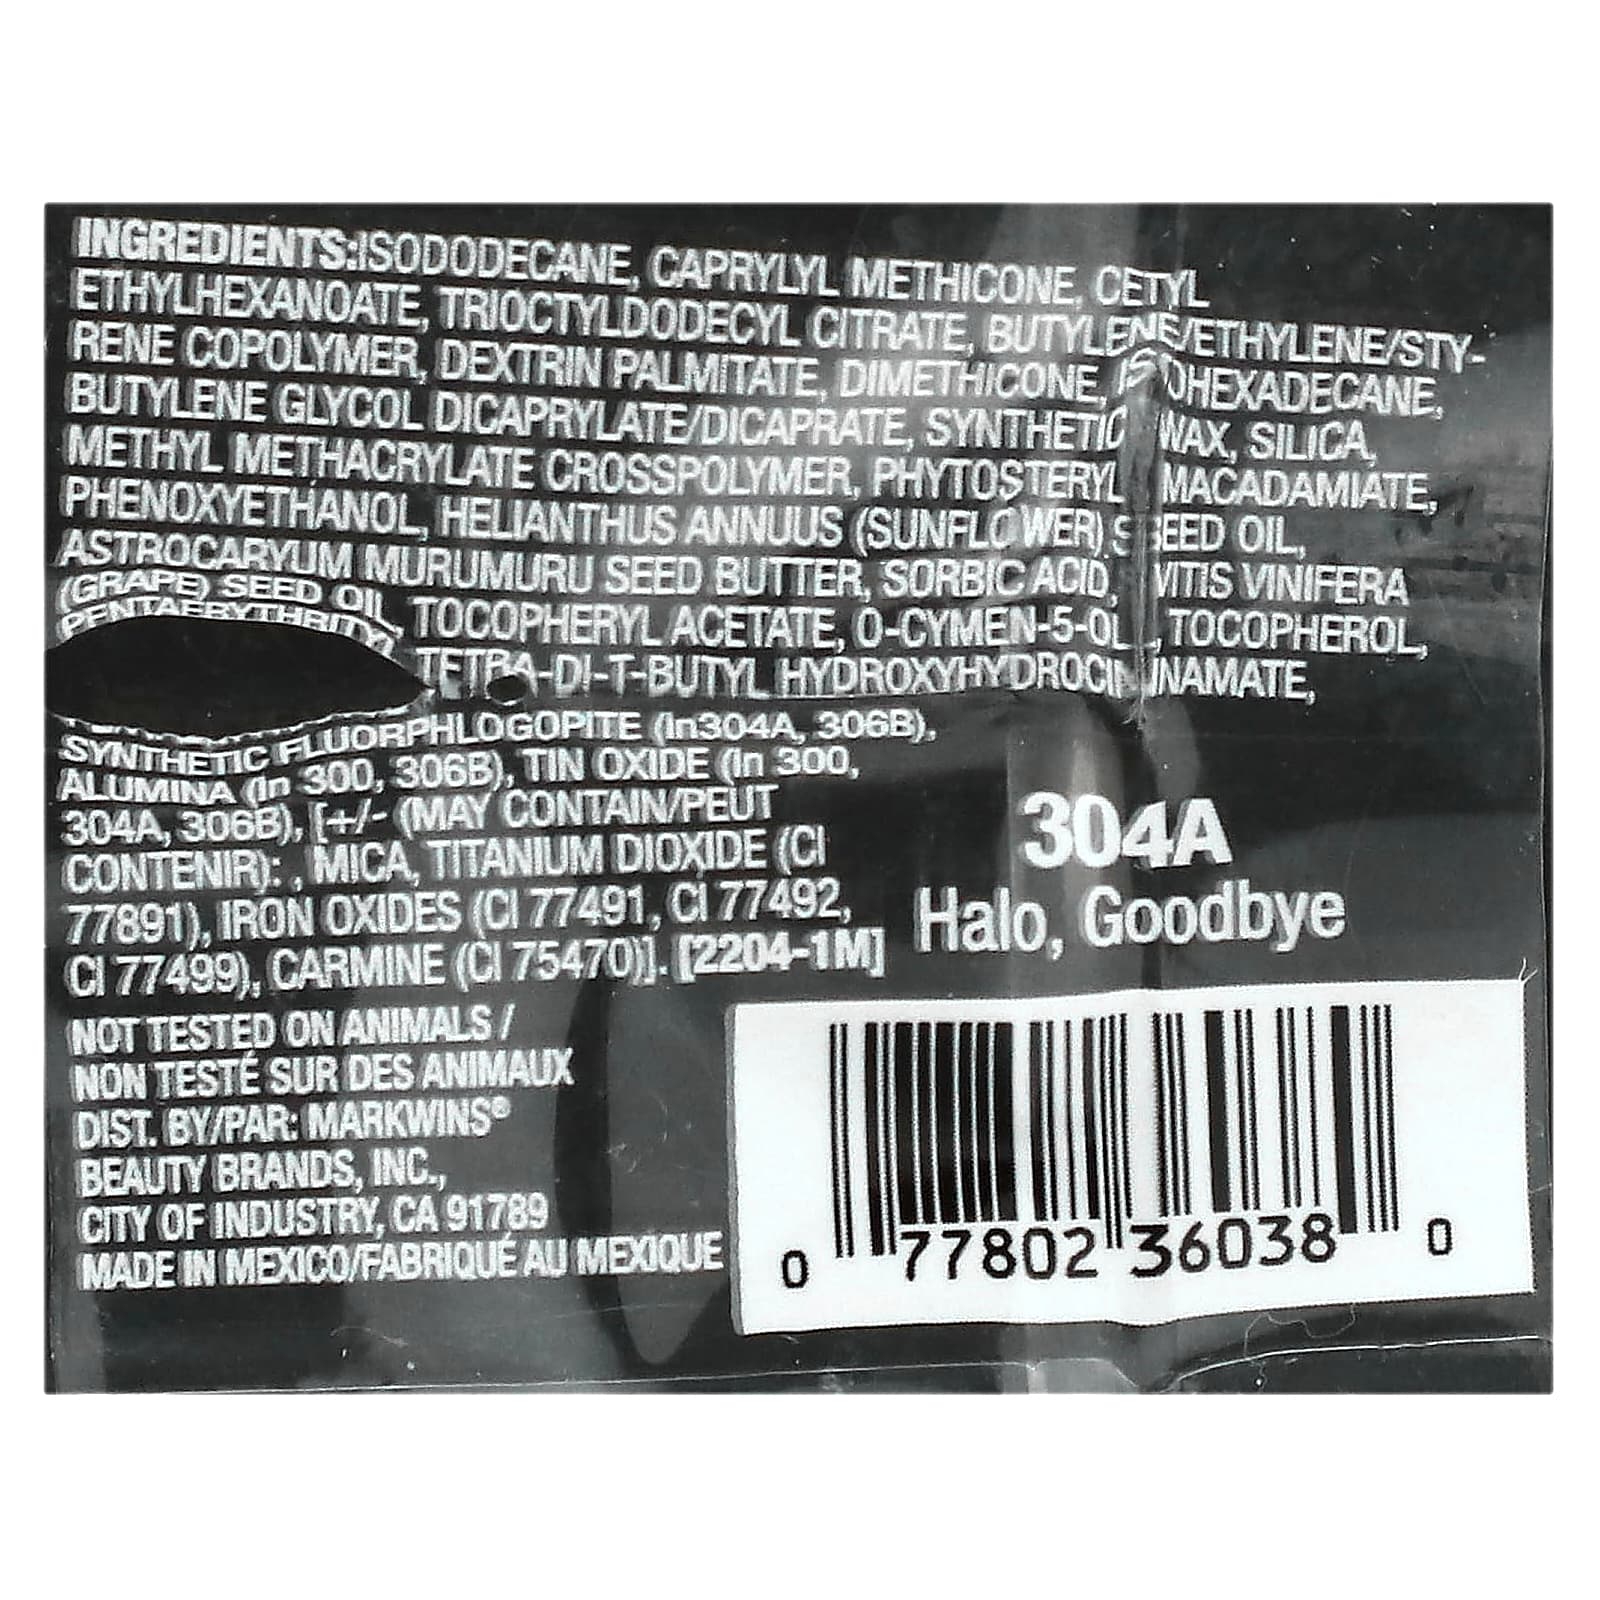 INGREDIENTS:ISODODECANE, CAPRYLYL METHICONE, CETYL
ETHYLHEXANOATE, TRIOCTYLDODECYL CITRATE, BUTYLENE/ETHYLENE/STY-
RENE COPOLYMER, DEXTRIN PALMITATE, DIMETHICONE, ISOHEXADECANE,
BUTYLENE GLYCOL DICAPRYLATE/DICAPRATE, SYNTHETIC WAX, SILICA,
METHYL METHACRYLATE CROSSPOLYMER, PHYTOSTERYL MACADAMIATE,
PHENOXYETHANOL, HELIANTHUS ANNUUS (SUNFLOWER) SEED OIL,
ASTROCARYUM MURUMURU SEED BUTTER, SORBIC ACID, VITIS VINIFERA
(GRAPE) SEED OIL, TOCOPHERYL ACETATE, O-CYMEN-5-OL, TOCOPHEROL,
PENTAERYTHRITYL TETRA-DI-T-BUTYL HYDROXYHYDROCINNAMATE,
SYNTHETIC FLUORPHLOGOPITE (In304A, 306B),
ALUMINA (In 300, 306B), TIN OXIDE (In 300,
304A, 306B), [+/- (MAY CONTAIN/PEUT
CONTENIR): , MICA, TITANIUM DIOXIDE (CI
77891), IRON OXIDES (CI 77491, CI 77492,
CI 77499), CARMINE (CI 75470)]. [2204-1M]
NOT TESTED ON ANIMALS /
NON TESTÉ SUR DES ANIMAUX
DIST. BY/PAR: MARKWINS®
BEAUTY BRANDS, INC.,
CITY OF INDUSTRY, CA 91789
MADE IN MEXICO/FABRIQUÉ AU MEXIQUE
304A
Halo, Goodbye
0 77802 36038 0